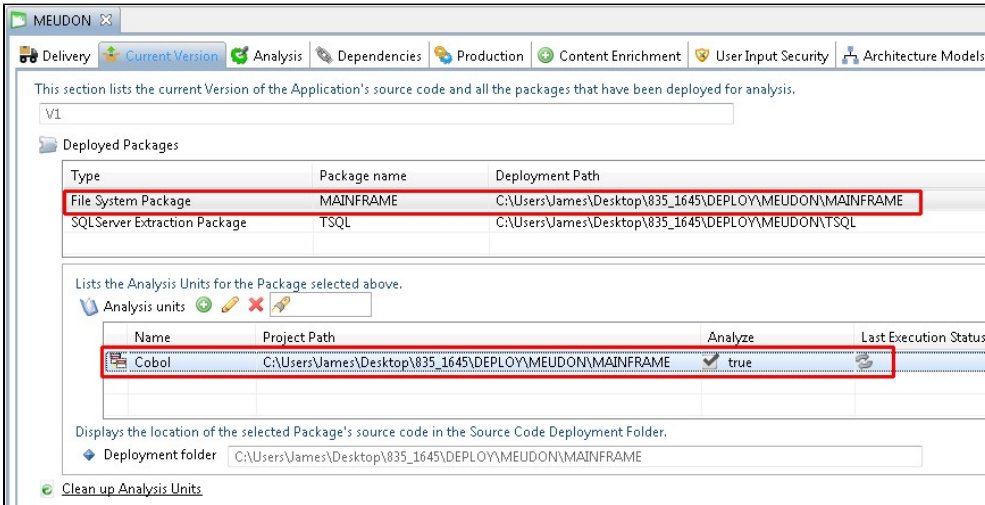 MEUDON
Delivery Current Version Analysis Dependencies Production Content Enrichment User Input Security Architecture Models
This section lists the current Version of the Application's source code and all the packages that have been deployed for analysis.
V1
Deployed Packages
Type Package name Deployment Path
File System Package MAINFRAME C:\Users\James\Desktop\835_1645\DEPLOY\MEUDON\MAINFRAME
SQLServer Extraction Package TSQL C:\Users\James\Desktop\835_1645\DEPLOY\MEUDON\TSQL
Lists the Analysis Units for the Package selected above.
Analysis units
Name Project Path Analyze Last Execution Status
Cobol C:\Users\James\Desktop\835_1645\DEPLOY\MEUDON\MAINFRAME true
Displays the location of the selected Package's source code in the Source Code Deployment Folder.
Deployment folder C:\Users\James\Desktop\835_1645\DEPLOY\MEUDON\MAINFRAME
Clean up Analysis Units